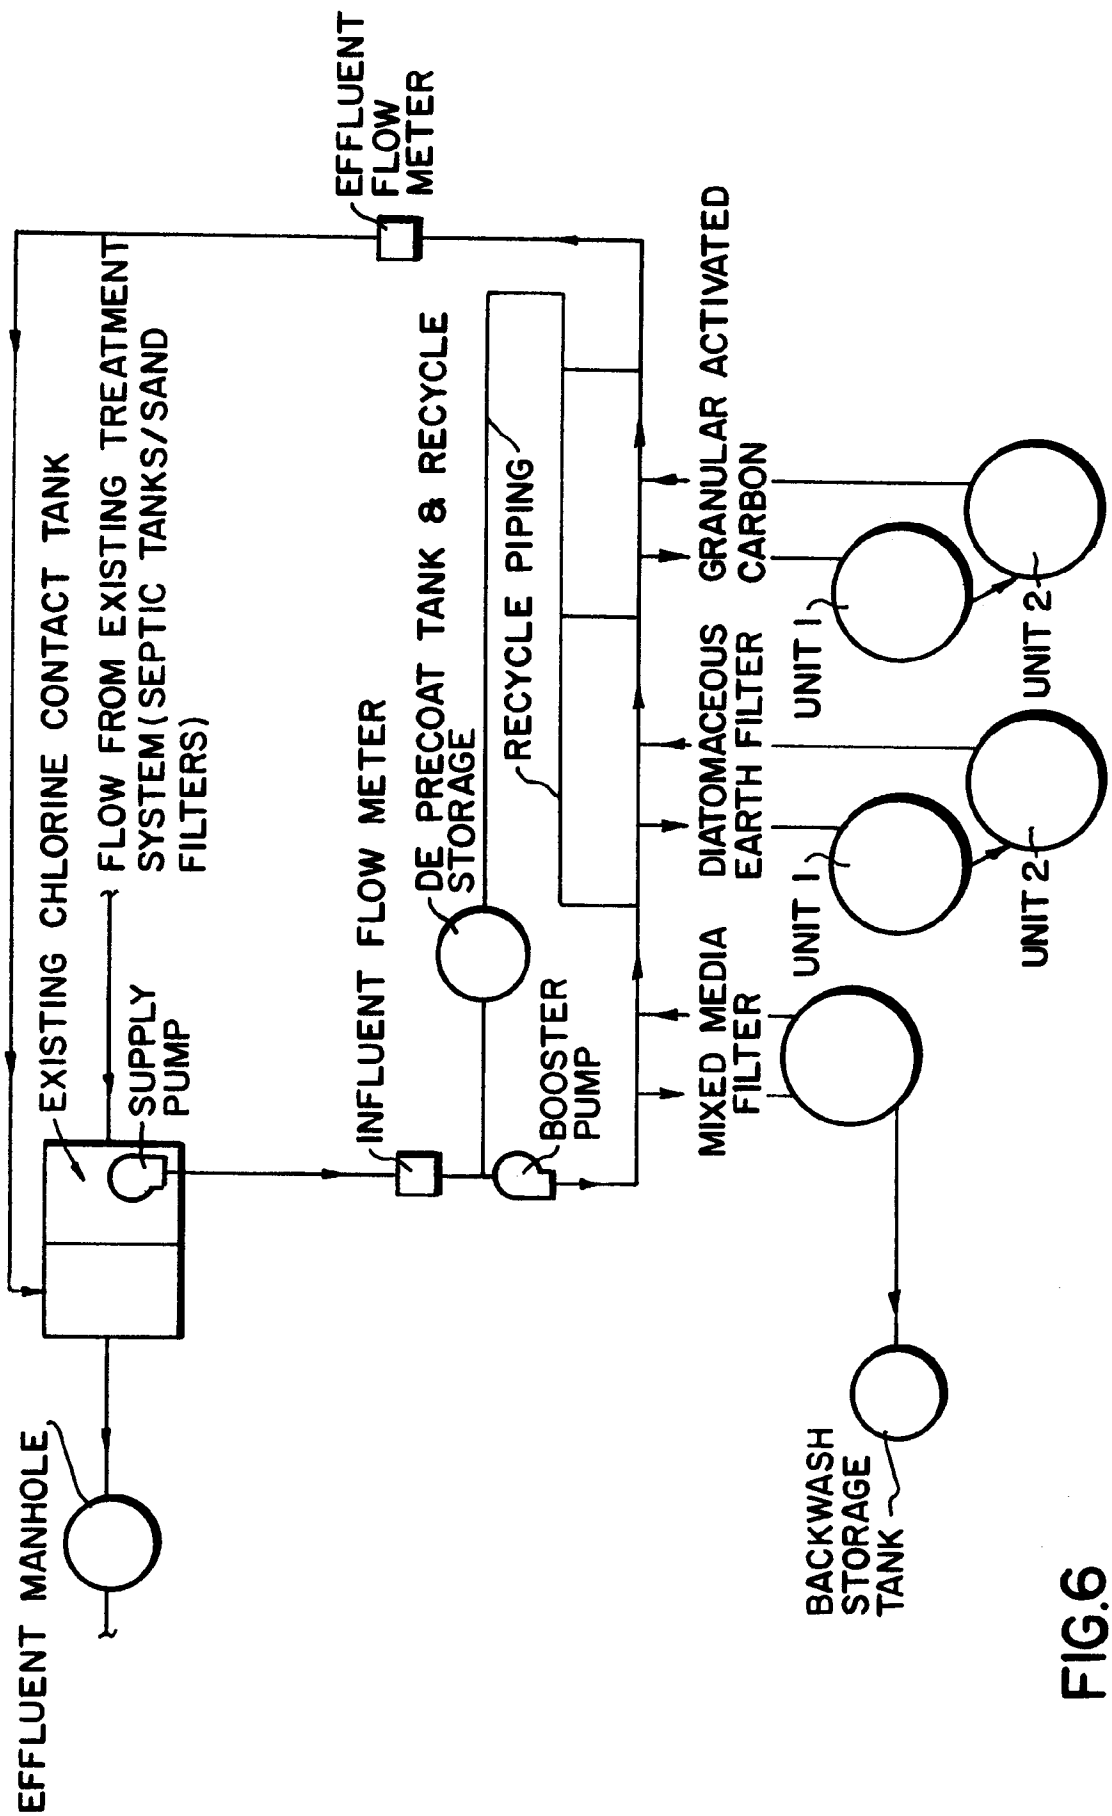 EFFLUENT MANHOLE
EXISTING CHLORINE CONTACT TANK
FLOW FROM EXISTING TREATMENT
SYSTEM (SEPTIC TANKS/SAND
FILTERS)
SUPPLY
PUMP
EFFLUENT
FLOW
METER
INFLUENT FLOW METER
DE PRECOAT TANK & RECYCLE
STORAGE
RECYCLE PIPING
BOOSTER
PUMP
MIXED MEDIA
FILTER
DIATOMACEOUS
EARTH FILTER
GRANULAR ACTIVATED
CARBON
UNIT 1
UNIT 2
UNIT 1
UNIT 2
BACKWASH
STORAGE
TANK
FIG.6